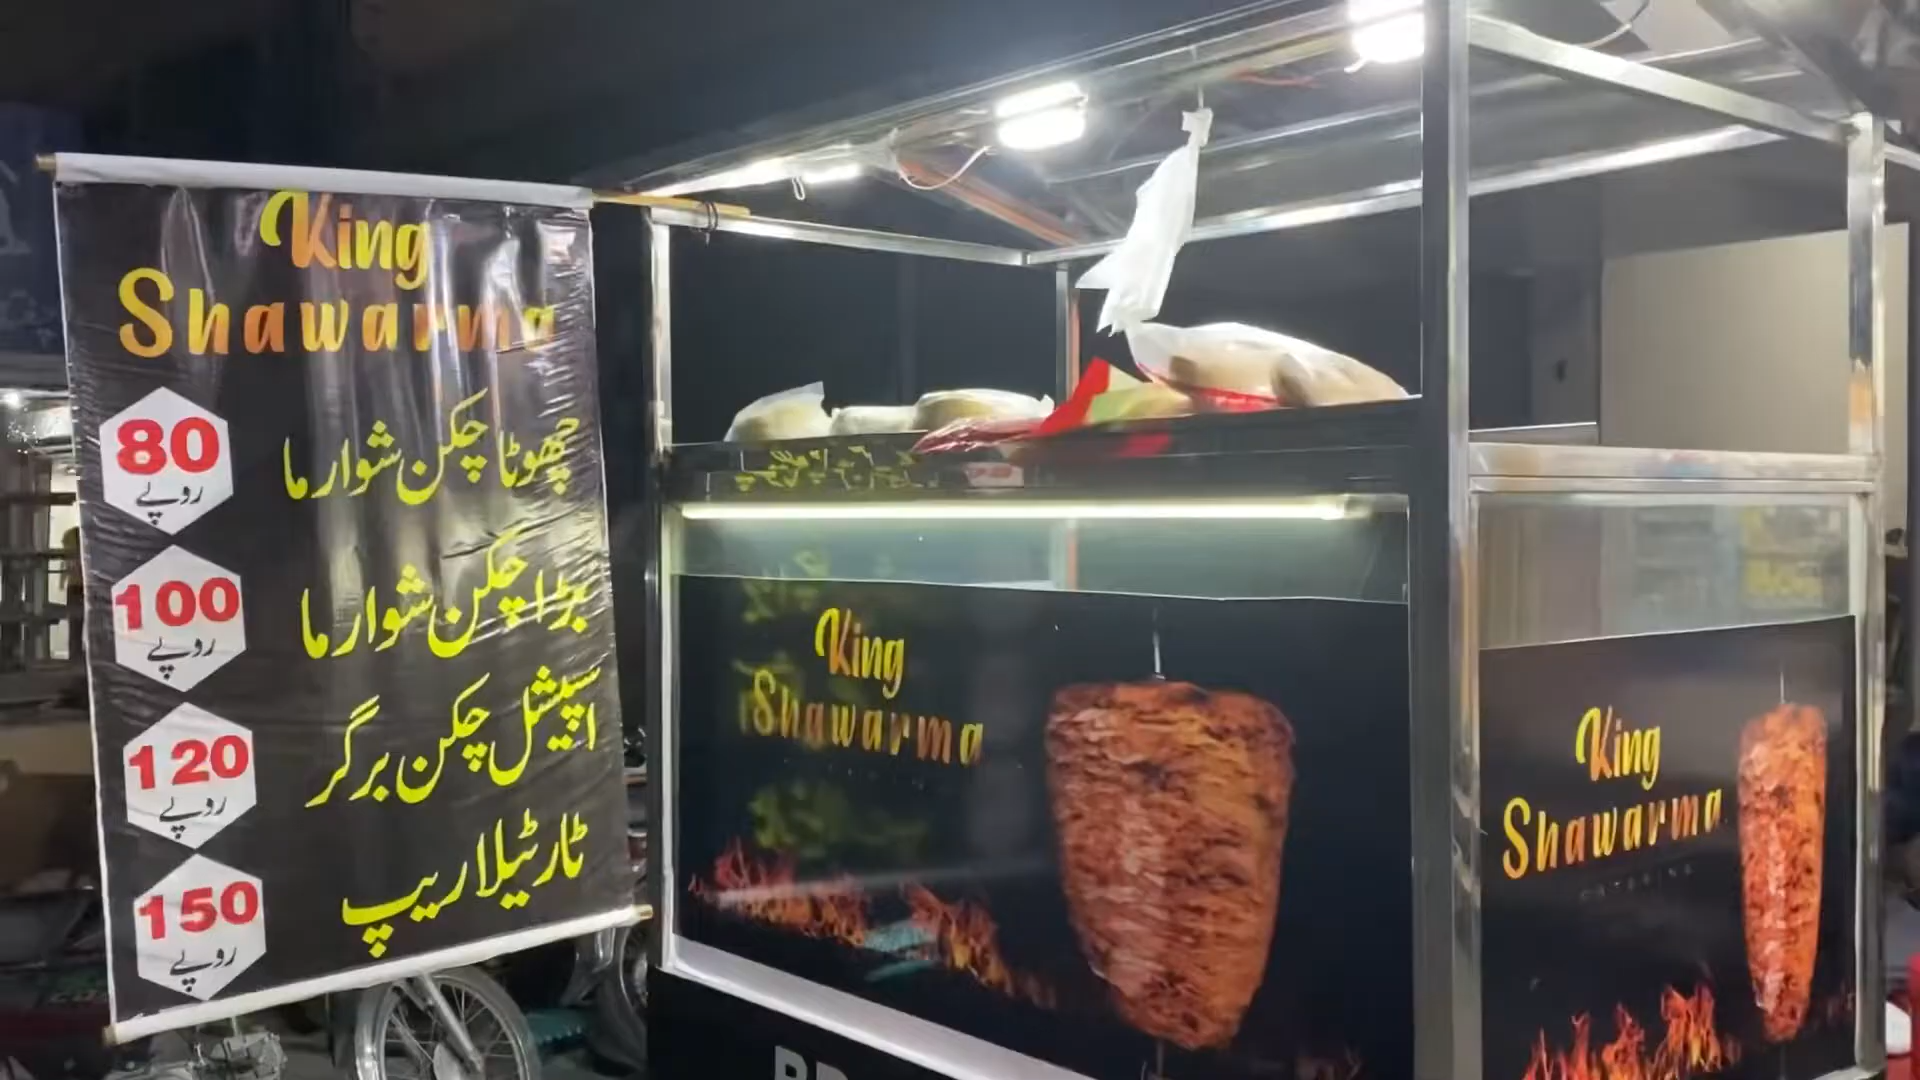 King
Shawarma
80 روپے چھوٹا چکن شوارما
100 روپے بڑا چکن شوارما
120 روپے اسپیشل چکن برگر
150 روپے ٹارٹیلا ریپ
King
Shawarma
King
Shawarma
CATERING